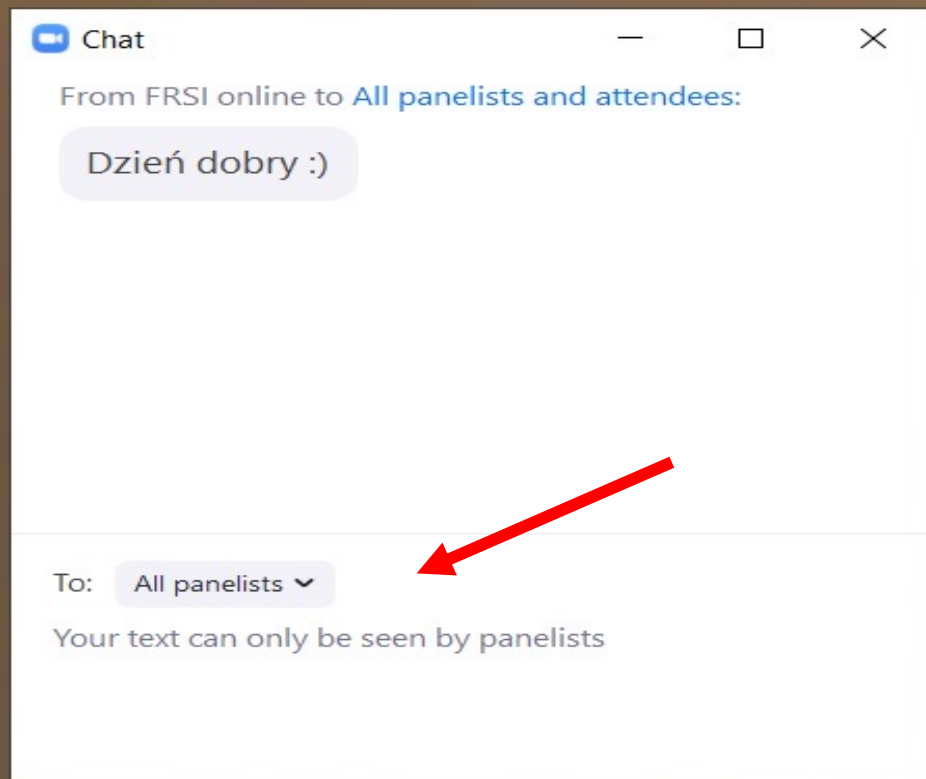 Chat
From FRSI online to All panelists and attendees:
Dzień dobry :)
To: All panelists
Your text can only be seen by panelists